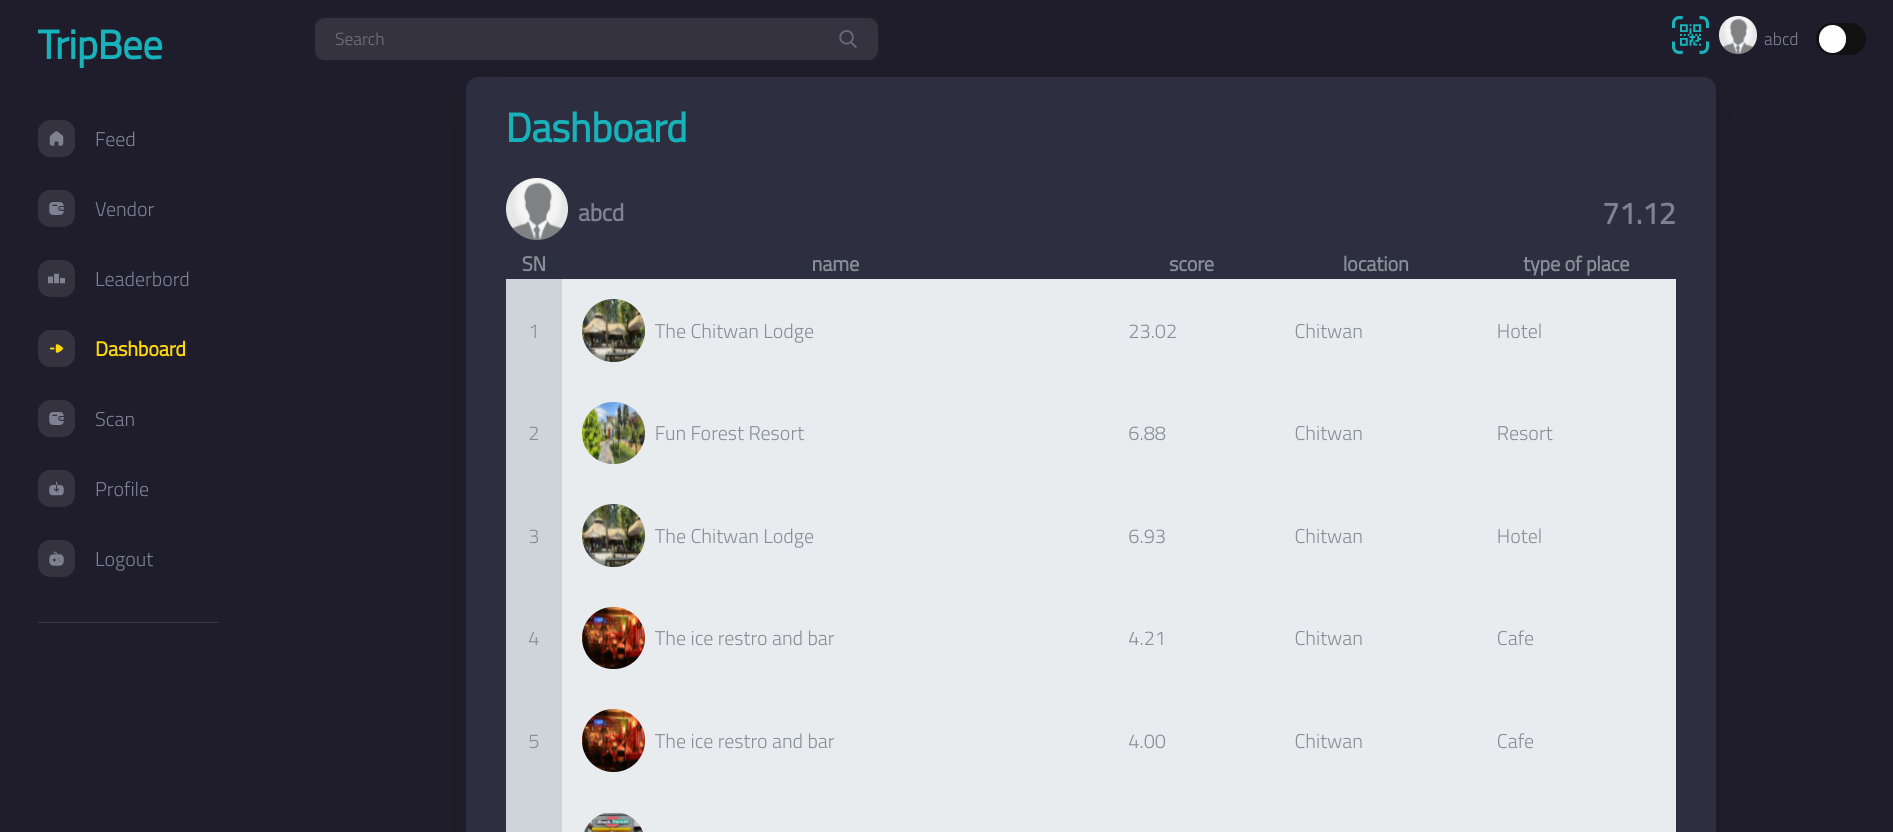 TripBee
Search
abcd
Feed
Vendor
Leaderbord
Dashboard
Scan
Profile
Logout
Dashboard
abcd 71.12
SN name score location type of place
1 The Chitwan Lodge 23.02 Chitwan Hotel
2 Fun Forest Resort 6.88 Chitwan Resort
3 The Chitwan Lodge 6.93 Chitwan Hotel
4 The ice restro and bar 4.21 Chitwan Cafe
5 The ice restro and bar 4.00 Chitwan Cafe